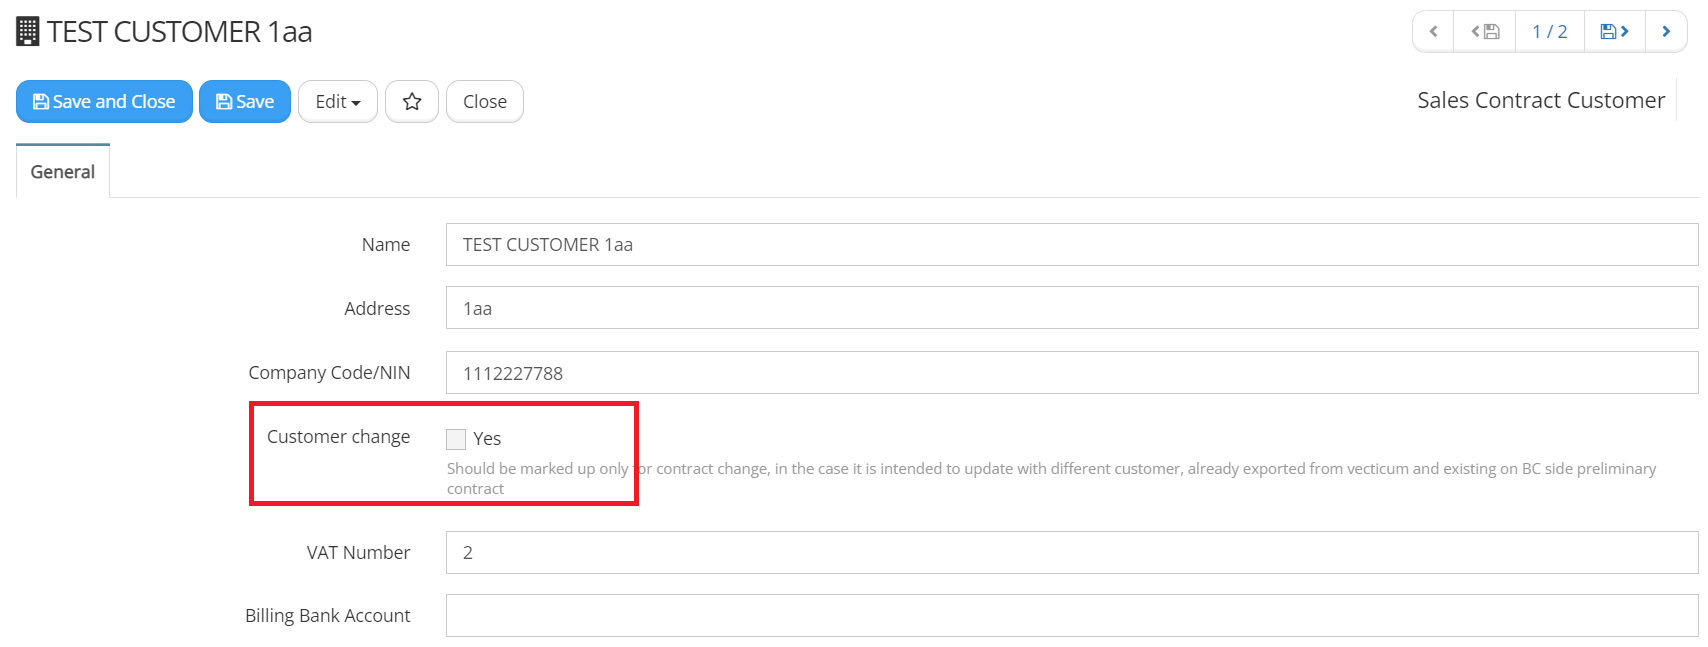 TEST CUSTOMER 1aa
1 / 2
Save and Close
Save
Edit
Close
Sales Contract Customer
General
Name
TEST CUSTOMER 1aa
Address
1aa
Company Code/NIN
1112227788
Customer change
Yes
Should be marked up only for contract change, in the case it is intended to update with different customer, already exported from vecticum and existing on BC side preliminary
contract
VAT Number
2
Billing Bank Account